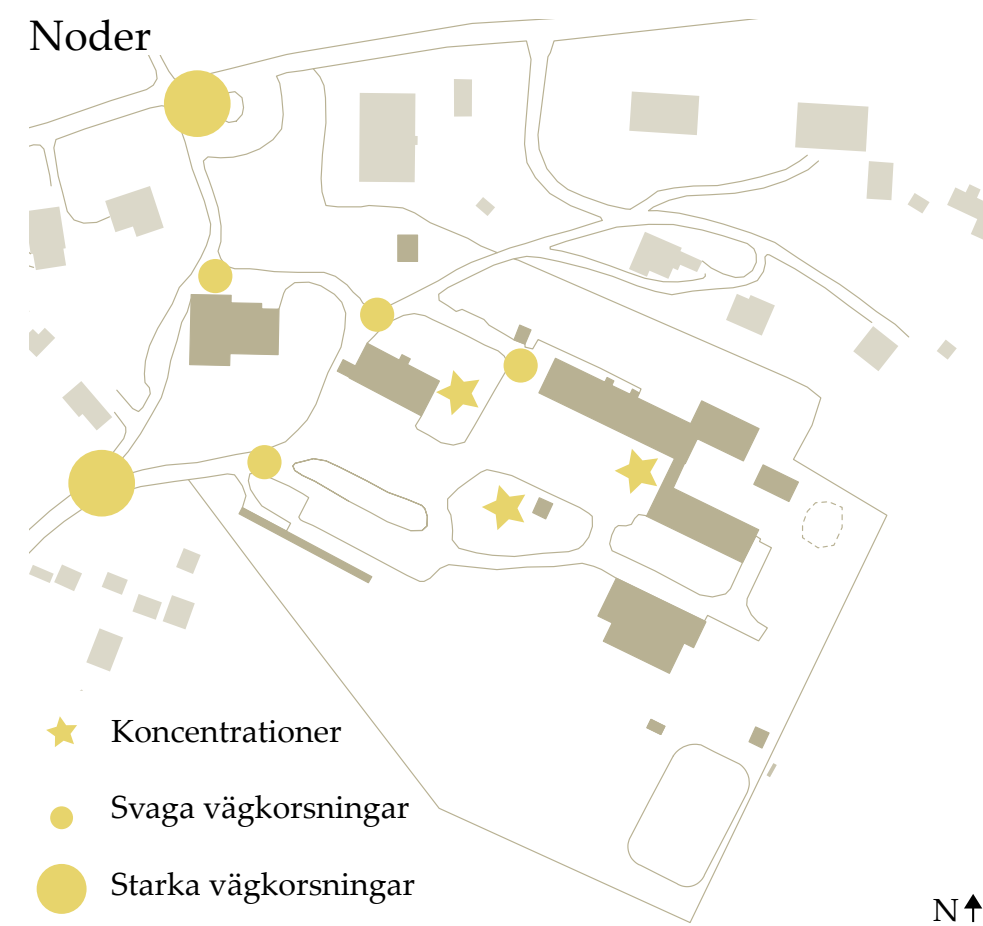 Noder
Koncentrationer
Svaga vägkorsningar
Starka vägkorsningar
N